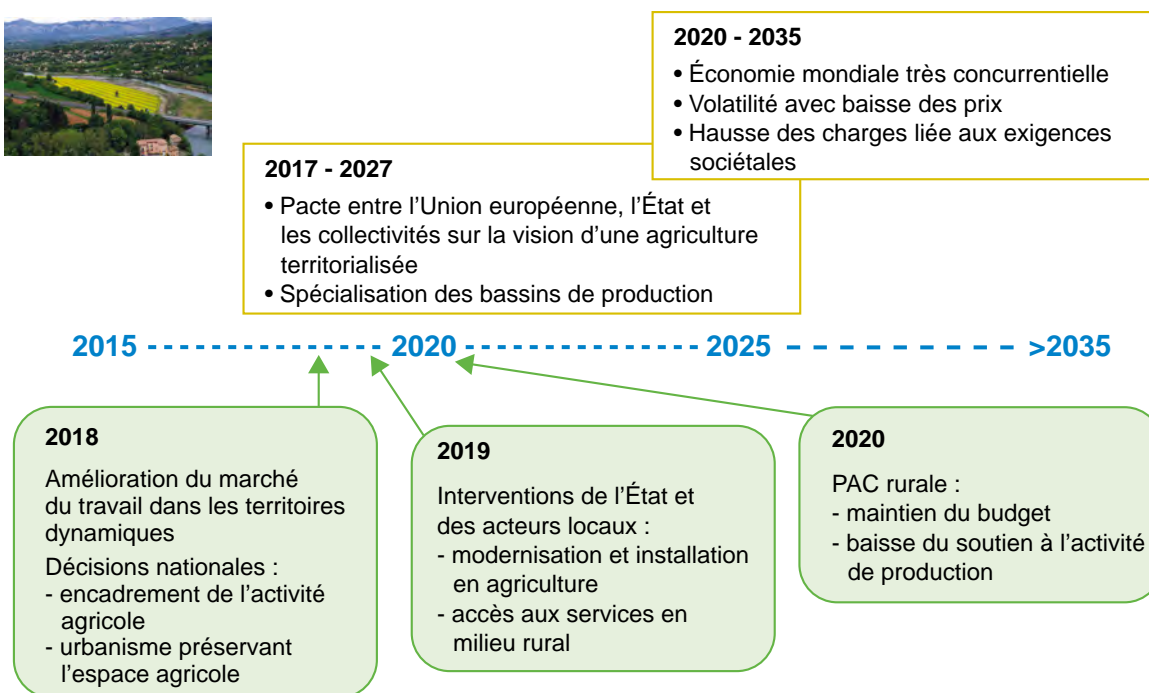 2020 - 2035
• Économie mondiale très concurrentielle
• Volatilité avec baisse des prix
• Hausse des charges liée aux exigences
sociétales
2017 - 2027
• Pacte entre l’Union européenne, l’État et
les collectivités sur la vision d’une agriculture
territorialisée
• Spécialisation des bassins de production
2015 2020 2025 >2035
2018
Amélioration du marché
du travail dans les territoires
dynamiques
Décisions nationales :
- encadrement de l’activité
agricole
- urbanisme préservant
l’espace agricole
2019
Interventions de l’État et
des acteurs locaux :
- modernisation et installation
en agriculture
- accès aux services en
milieu rural
2020
PAC rurale :
- maintien du budget
- baisse du soutien à l’activité
de production